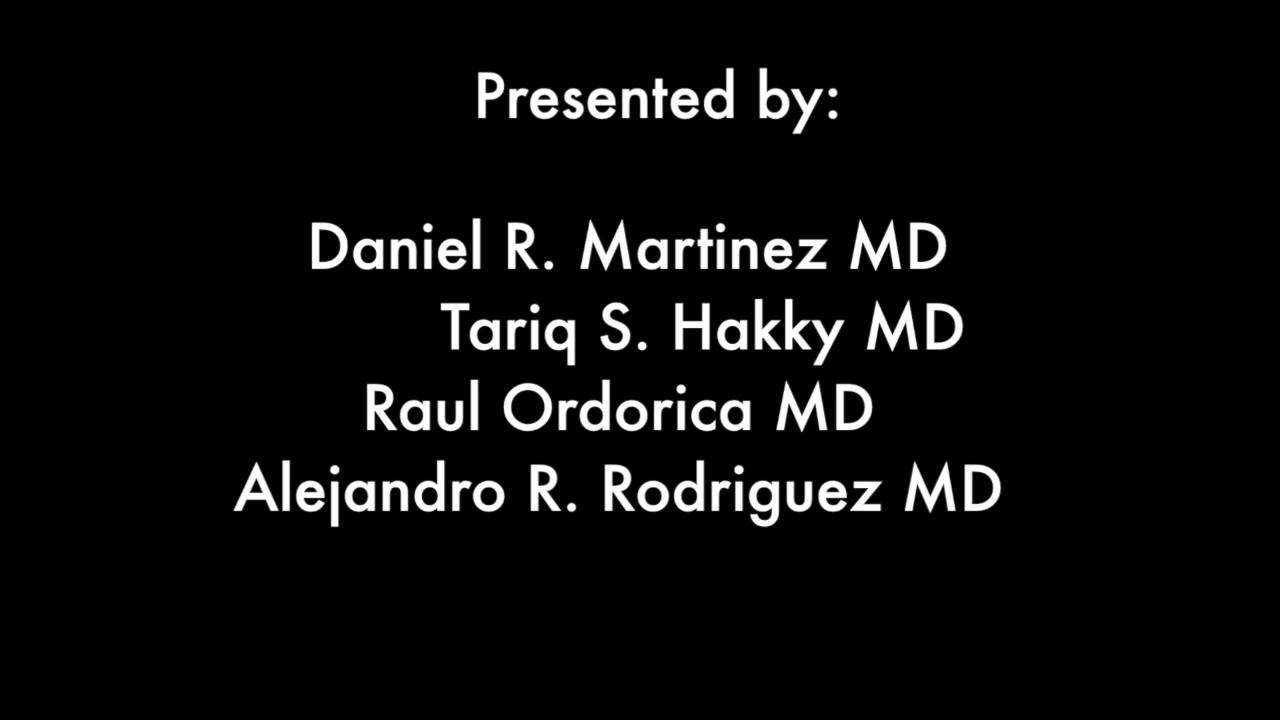 Presented by:
Daniel R. Martinez MD
Tariq S. Hakky MD
Raul Ordorica MD
Alejandro R. Rodriguez MD